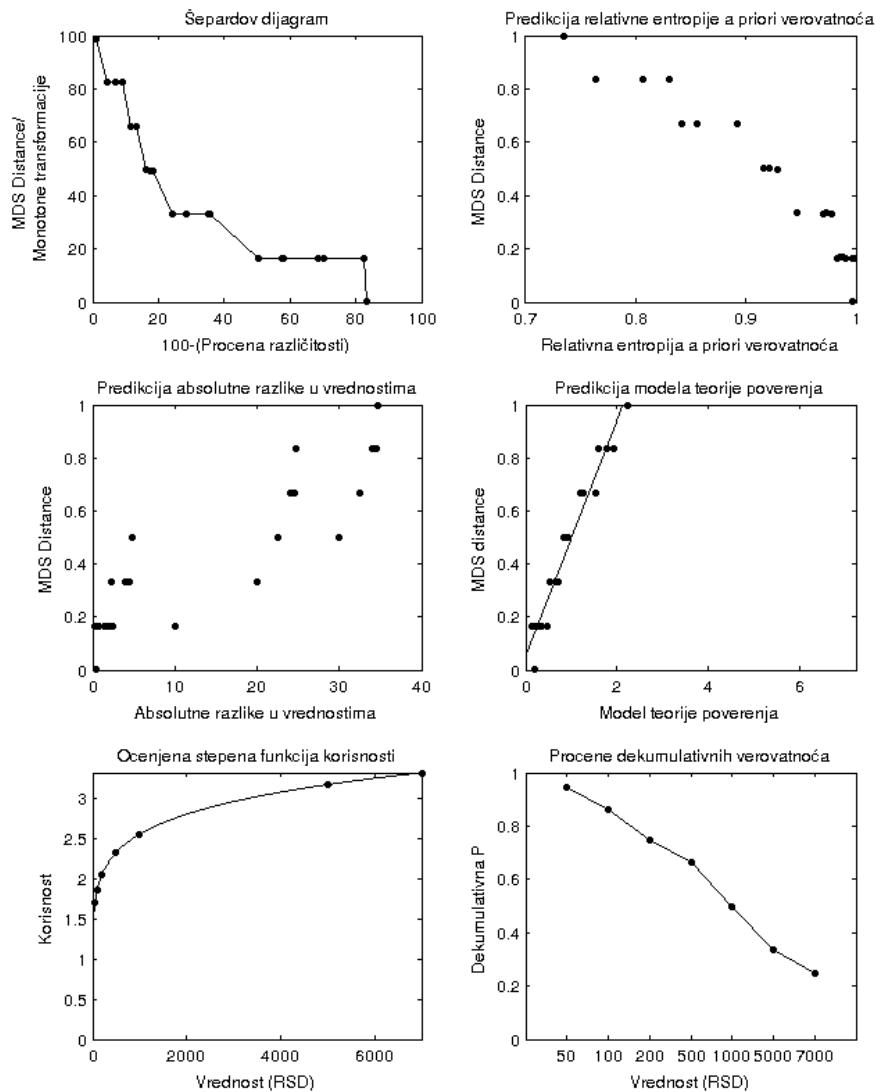 Šepardov dijagram
100
80
60
40
20
0
0 20 40 60 80 100
MDS Distance/
Monotone transformacije
100-(Procena različitosti)
Predikcija relativne entropije a priori verovatnoća
1
0.8
0.6
0.4
0.2
0
0.7 0.8 0.9 1
MDS Distance
Relativna entropija a priori verovatnoća
Predikcija absolutne razlike u vrednostima
1
0.8
0.6
0.4
0.2
0
0 10 20 30 40
MDS Distance
Absolutne razlike u vrednostima
Predikcija modela teorije poverenja
1
0.8
0.6
0.4
0.2
0
0 2 4 6
MDS distance
Model teorije poverenja
Ocenjena stepena funkcija korisnosti
3
2.5
2
1.5
1
0.5
0
0 2000 4000 6000
Korisnost
Vrednost (RSD)
Procene dekumulativnih verovatnoća
1
0.8
0.6
0.4
0.2
0
50 100 200 500 1000 5000 7000
Dekumulativna P
Vrednost (RSD)